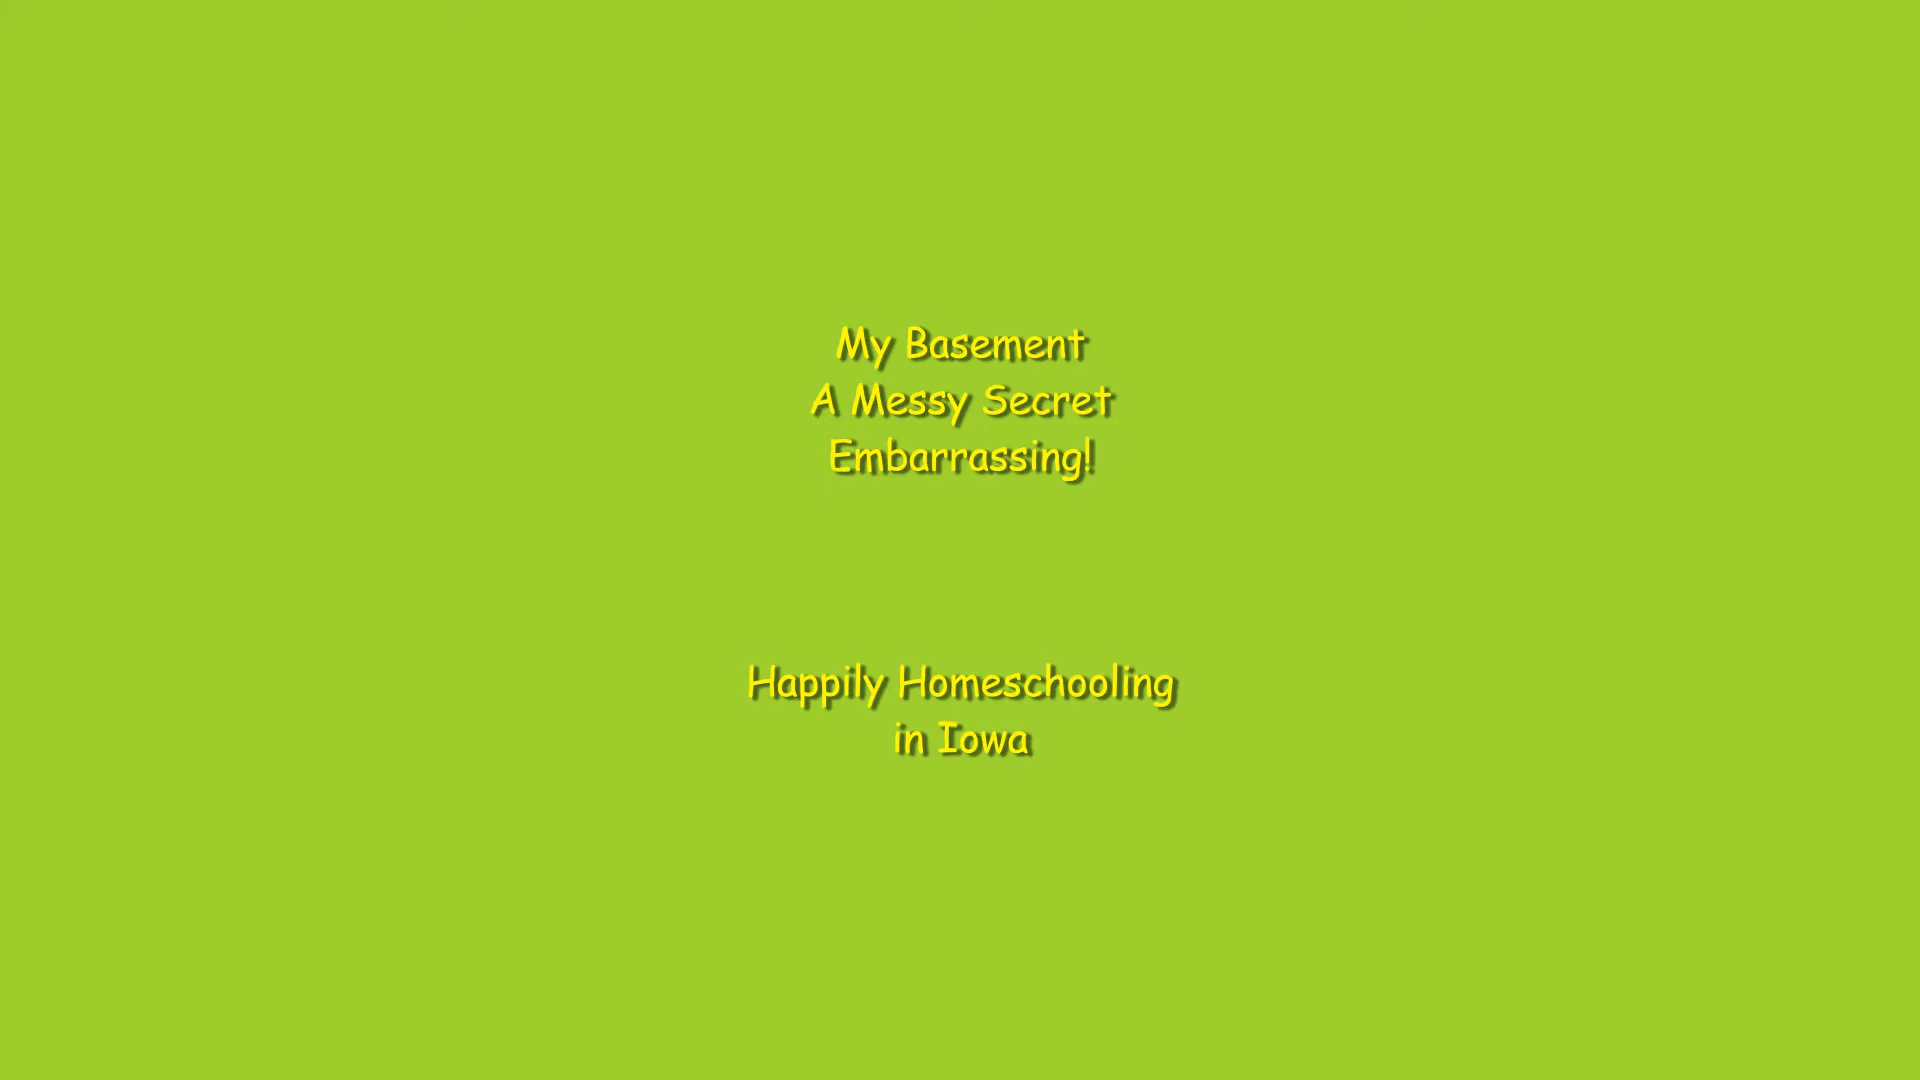 My Basement
A Messy Secret
Embarrassing!
Happily Homeschooling
in Iowa